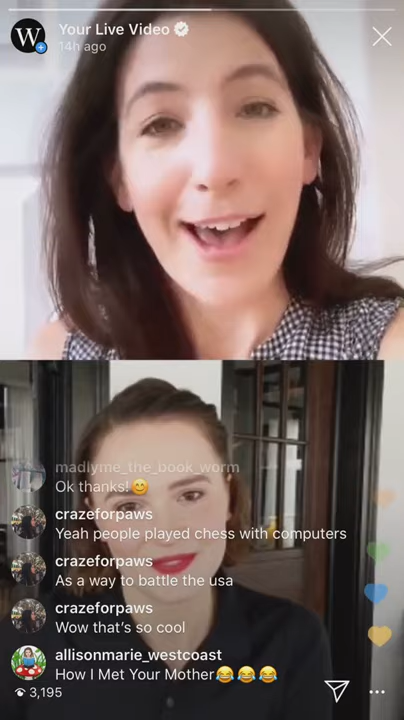 W
Your Live Video
14h ago
madlyme_the_book_worm
Ok thanks!😊
crazeforpaws
Yeah people played chess with computers
crazeforpaws
As a way to battle the usa
crazeforpaws
Wow that's so cool
allisonmarie_westcoast
How I Met Your Mother😂😂😂
3,195